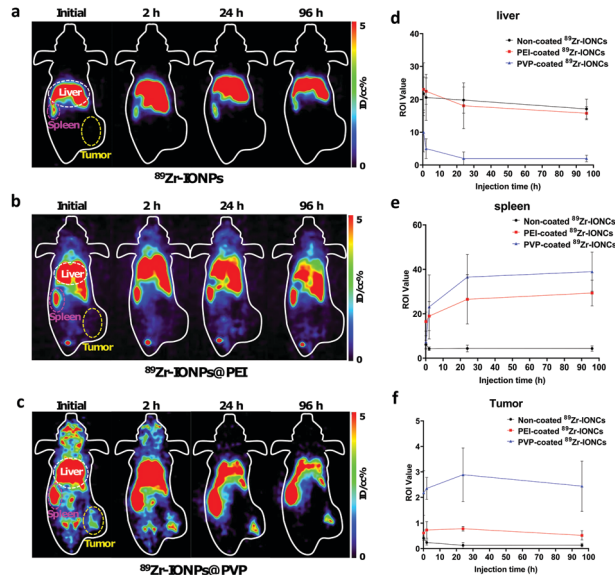 a
Initial 2 h 24 h 96 h
Liver
Spleen
Tumor
5
ID/cc%
0
⁸⁹Zr-IONPs
b
Initial 2 h 24 h 96 h
Liver
Spleen
Tumor
5
ID/cc%
0
⁸⁹Zr-IONPs@PEI
c
Initial 2 h 24 h 96 h
Liver
Spleen
Tumor
5
ID/cc%
0
⁸⁹Zr-IONPs@PVP
d
liver
Non-coated ⁸⁹Zr-IONCs
PEI-coated ⁸⁹Zr-IONCs
PVP-coated ⁸⁹Zr-IONCs
ROI Value
50
40
30
20
10
0
0 10 20 30 40 50 60 70 80 90 100
Injection time (h)
e
spleen
Non-coated ⁸⁹Zr-IONCs
PEI-coated ⁸⁹Zr-IONCs
PVP-coated ⁸⁹Zr-IONCs
ROI Value
60
40
20
0
0 10 20 30 40 50 60 70 80 90 100
Injection time (h)
f
Tumor
Non-coated ⁸⁹Zr-IONCs
PEI-coated ⁸⁹Zr-IONCs
PVP-coated ⁸⁹Zr-IONCs
ROI Value
5
4
3
2
1
0
0 10 20 30 40 50 60 70 80 90 100
Injection time (h)